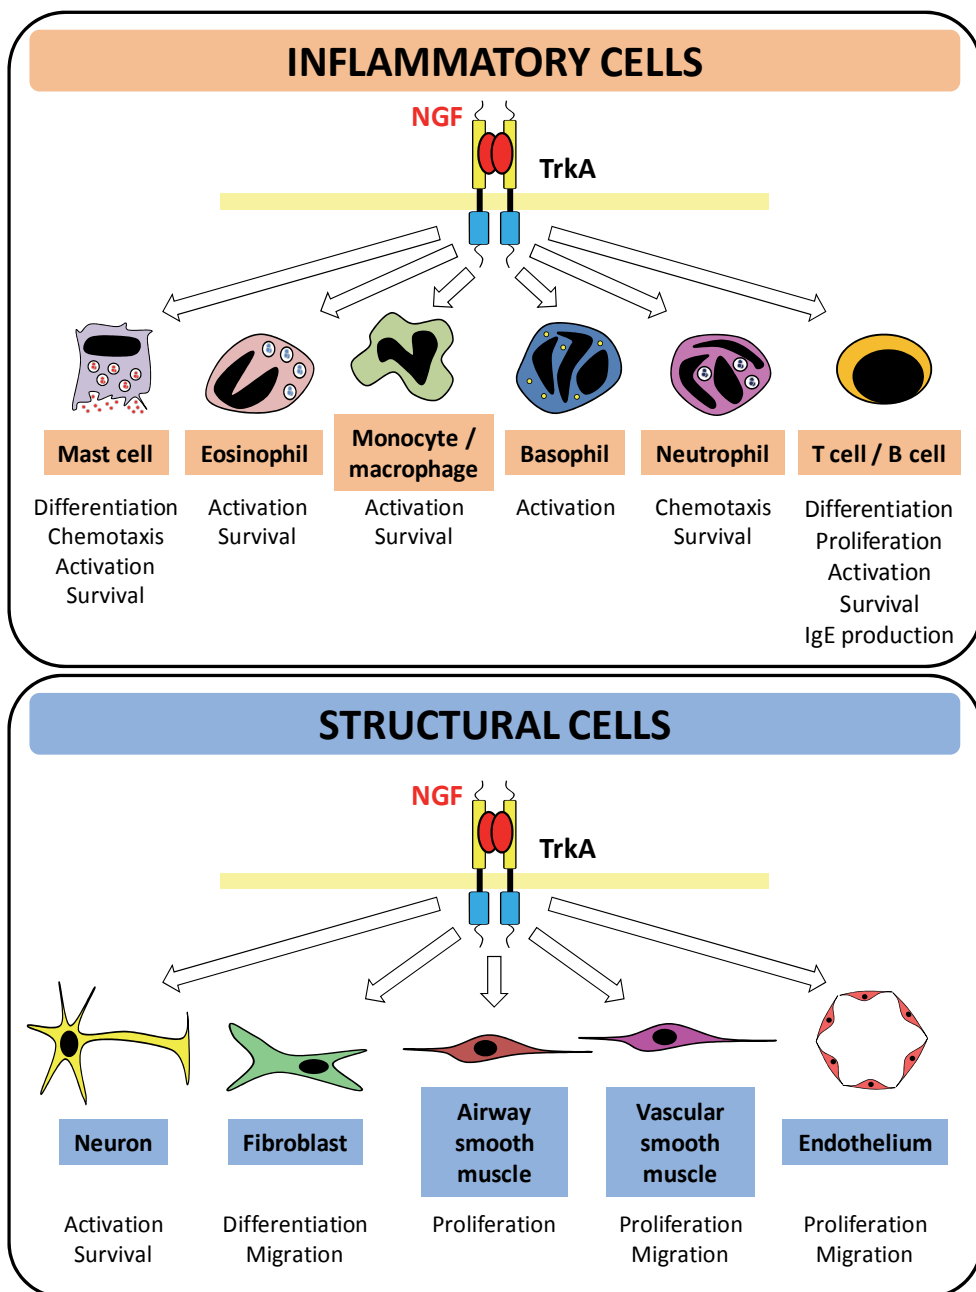 INFLAMMATORY CELLS
NGF
TrkA
Mast cell
Differentiation
Chemotaxis
Activation
Survival
Eosinophil
Activation
Survival
Monocyte /
macrophage
Activation
Survival
Basophil
Activation
Neutrophil
Chemotaxis
Survival
T cell / B cell
Differentiation
Proliferation
Activation
Survival
IgE production
STRUCTURAL CELLS
NGF
TrkA
Neuron
Activation
Survival
Fibroblast
Differentiation
Migration
Airway
smooth
muscle
Proliferation
Vascular
smooth
muscle
Proliferation
Migration
Endothelium
Proliferation
Migration